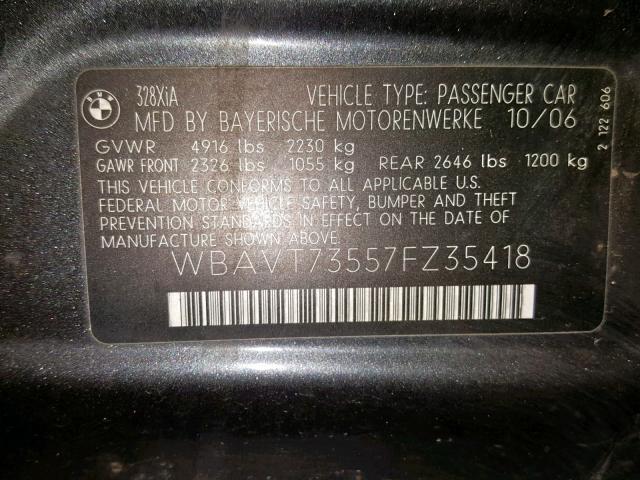 BMW
328XiA VEHICLE TYPE: PASSENGER CAR
MFD BY BAYERISCHE MOTORENWERKE 10/06
GVWR 4916 lbs 2230 kg
GAWR FRONT 2326 lbs 1055 kg REAR 2646 lbs 1200 kg
THIS VEHICLE CONFORMS TO ALL APPLICABLE U.S.
FEDERAL MOTOR VEHICLE SAFETY, BUMPER AND THEFT
PREVENTION STANDARDS IN EFFECT ON THE DATE OF
MANUFACTURE SHOWN ABOVE.
WBAVT73557FZ35418
2 122 606